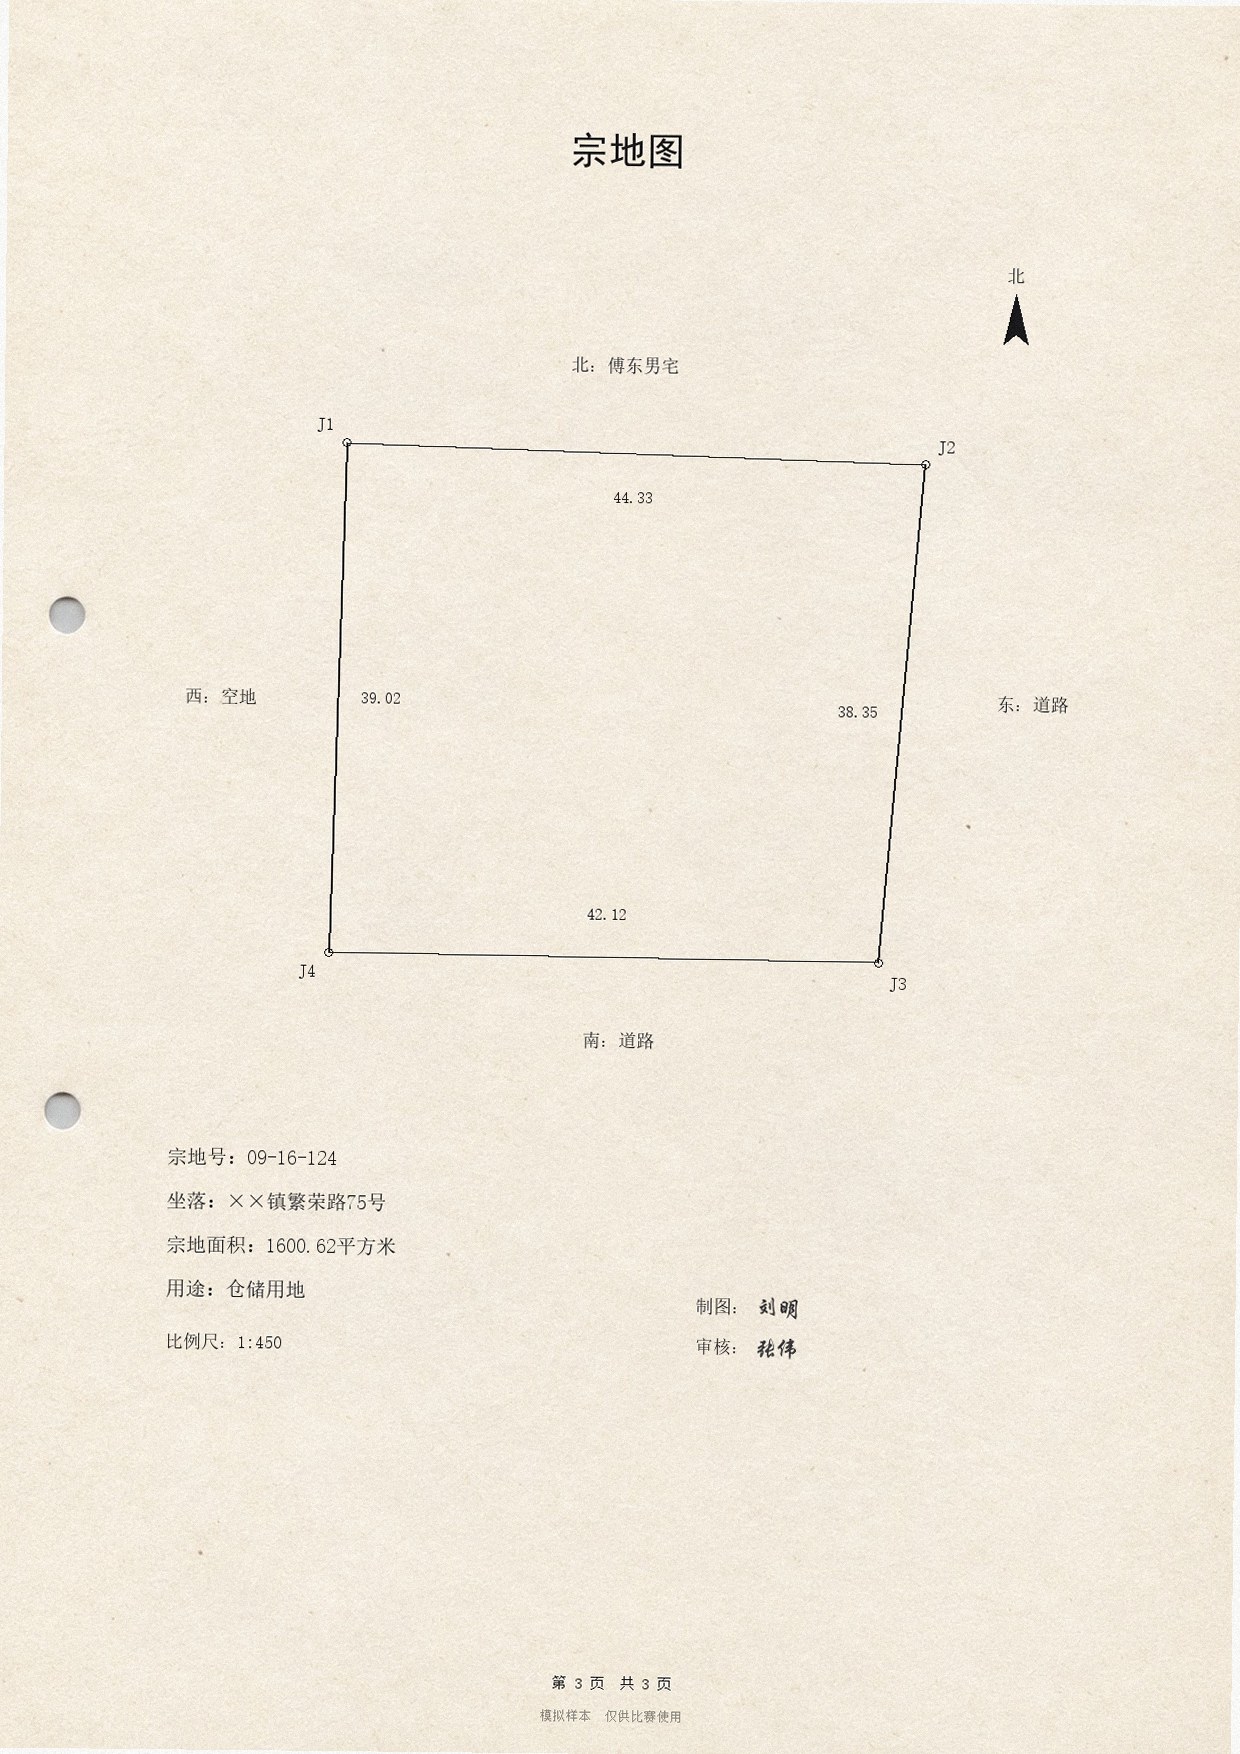 宗地图
北
北：傅东男宅
J1
J2
44.33
西：空地
39.02
38.35
东：道路
42.12
J4
J3
南：道路
宗地号：09-16-124
坐落：××镇繁荣路75号
宗地面积：1600.62平方米
用途：仓储用地
制图：刘明
比例尺：1:450
审核：张伟
第 3 页 共 3 页
模拟样本 仅供比赛使用